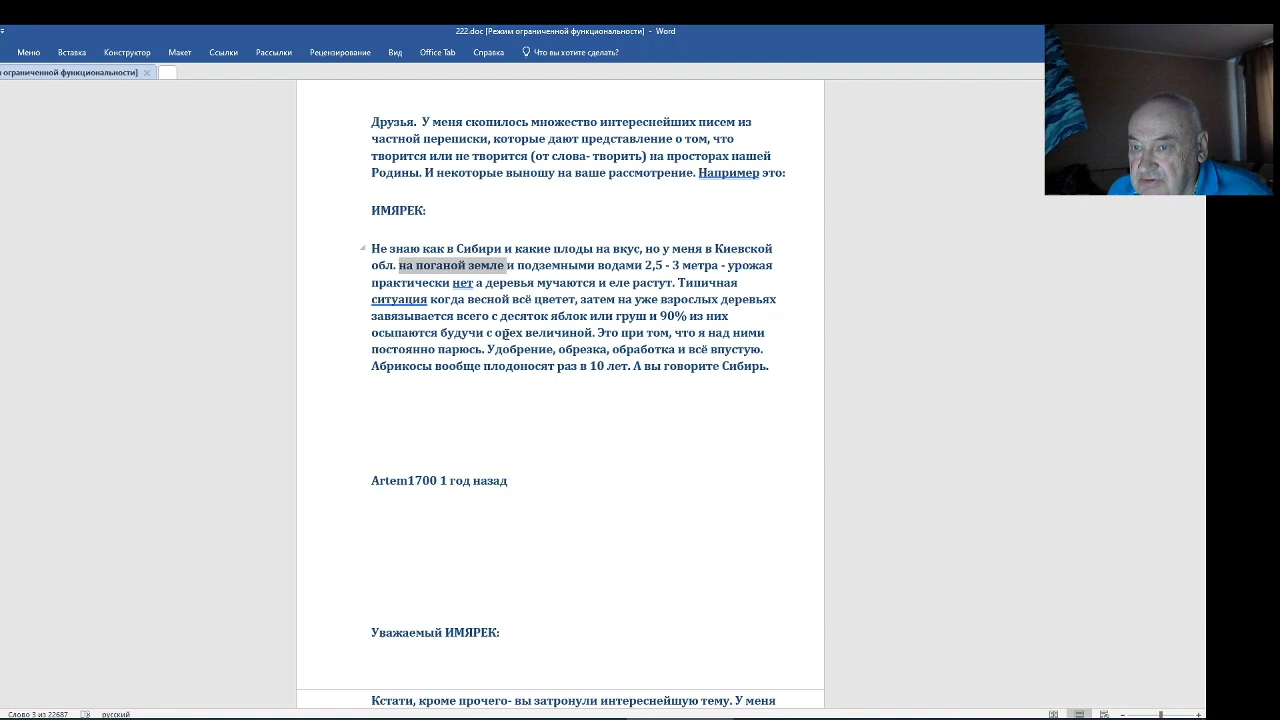 222.doc [Режим ограниченной функциональности] - Word
Меню Вставка Конструктор Макет Ссылки Рассылки Рецензирование Вид Office Tab Справка Что вы хотите сделать?
ограниченной функциональности]
Друзья. У меня скопилось множество интереснейших писем из
частной переписки, которые дают представление о том, что
творится или не творится (от слова- творить) на просторах нашей
Родины. И некоторые выношу на ваше рассмотрение. Например это:
ИМЯРЕК:
Не знаю как в Сибири и какие плоды на вкус, но у меня в Киевской
обл. на поганой земле и подземными водами 2,5 - 3 метра - урожая
практически нет а деревья мучаются и еле растут. Типичная
ситуация когда весной всё цветет, затем на уже взрослых деревьях
завязывается всего с десяток яблок или груш и 90% из них
осыпаются будучи с орех величиной. Это при том, что я над ними
постоянно парюсь. Удобрение, обрезка, обработка и всё впустую.
Абрикосы вообще плодоносят раз в 10 лет. А вы говорите Сибирь.
Artem1700 1 год назад
Уважаемый ИМЯРЕК:
Кстати, кроме прочего- вы затронули интереснейшую тему. У меня
Слово 3 из 22687 русский